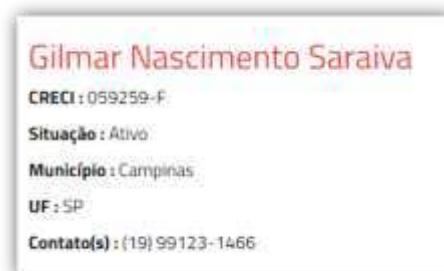 Gilmar Nascimento Saraiva
CRECI : 059259-F
Situação : Ativo
Município : Campinas
UF : SP
Contato(s) : (19) 99123-1466